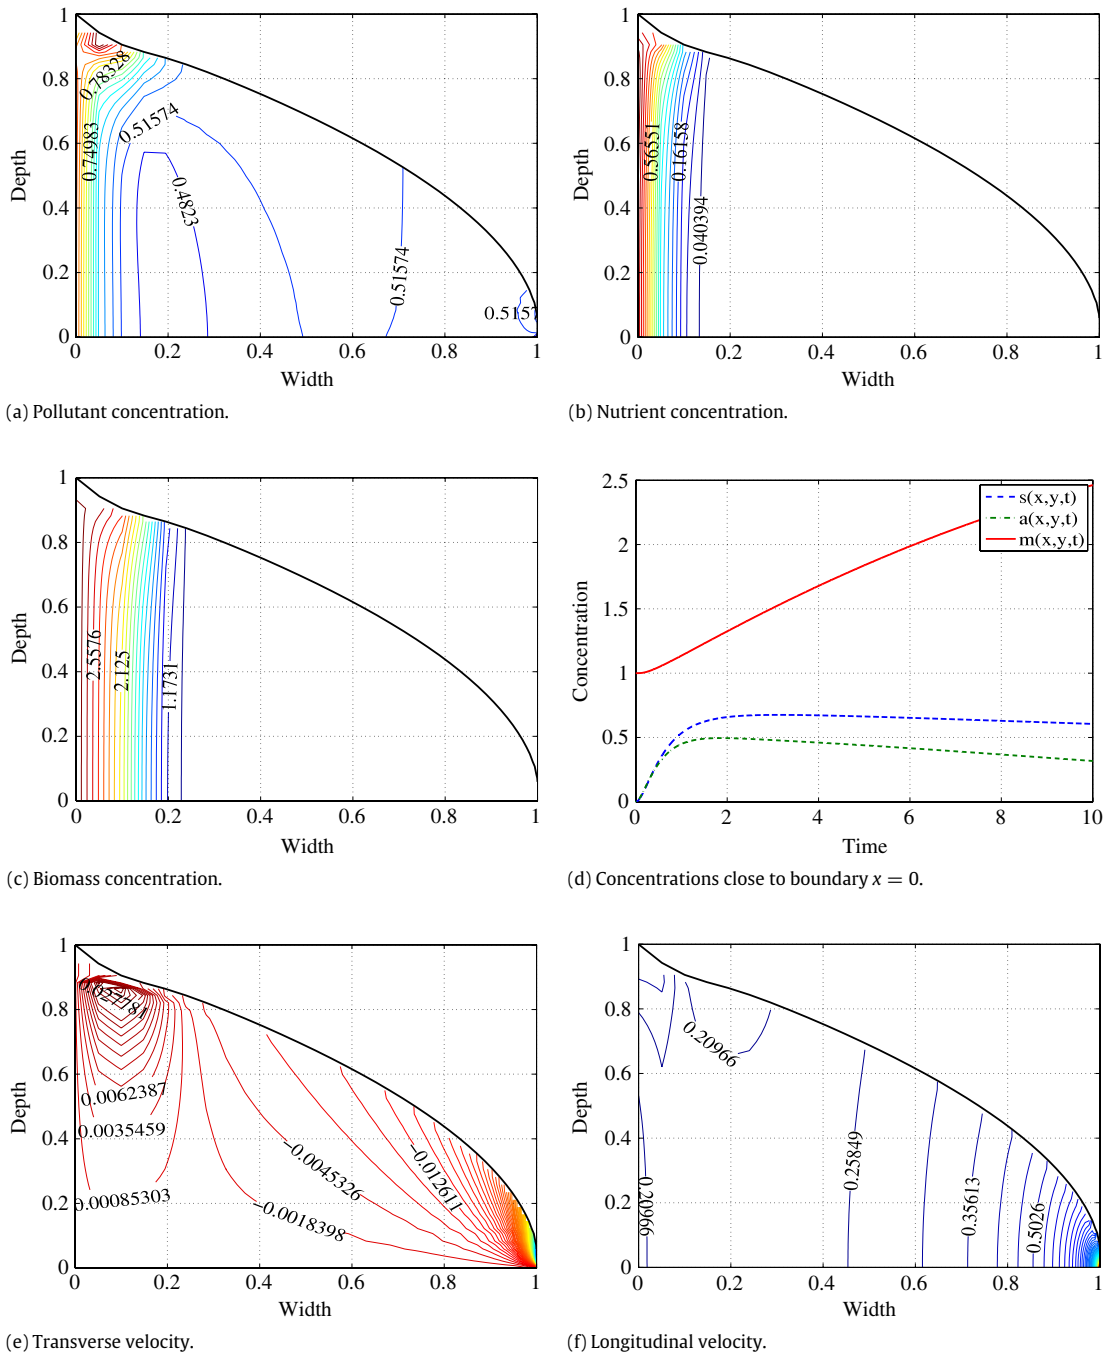 1
0.8
0.6
0.4
0.2
0
Depth
0.78328
0.74983
0.51574
0.4823
0.51574
0 0.2 0.4 0.6 0.8 1
Width
(a) Pollutant concentration.
1
0.8
0.6
0.4
0.2
0
Depth
0.56551
0.16158
0.040394
0 0.2 0.4 0.6 0.8 1
Width
(b) Nutrient concentration.
1
0.8
0.6
0.4
0.2
0
Depth
2.5576
2.125
1.1731
0 0.2 0.4 0.6 0.8 1
Width
(c) Biomass concentration.
2.5
2
1.5
1
0.5
0
Concentration
s(x,y,t)
a(x,y,t)
m(x,y,t)
0 2 4 6 8 10
Time
(d) Concentrations close to boundary x = 0.
1
0.8
0.6
0.4
0.2
0
Depth
0.027781
0.0062387
0.0035459
0.00085303
−0.0045326
−0.0018398
−0.012611
0 0.2 0.4 0.6 0.8 1
Width
(e) Transverse velocity.
1
0.8
0.6
0.4
0.2
0
Depth
0.20966
0.20966
0.25849
0.35613
0.5026
0 0.2 0.4 0.6 0.8 1
Width
(f) Longitudinal velocity.